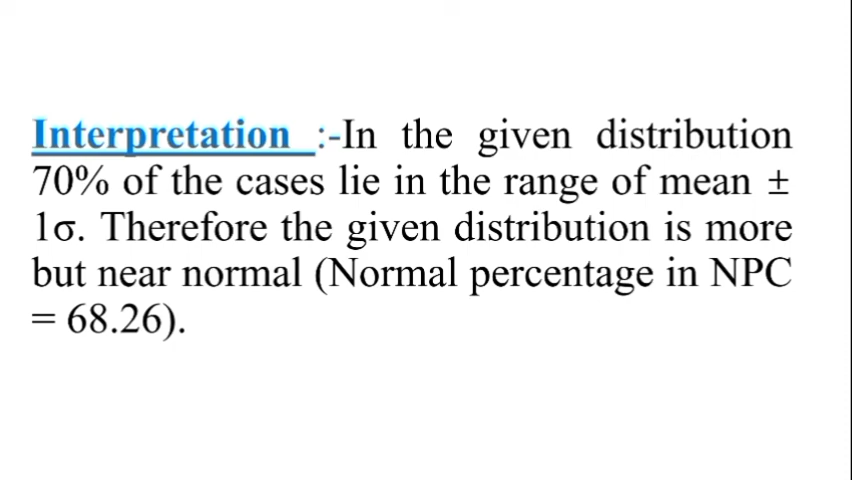 Interpretation :-In the given distribution
70% of the cases lie in the range of mean ±
1σ. Therefore the given distribution is more
but near normal (Normal percentage in NPC
= 68.26).